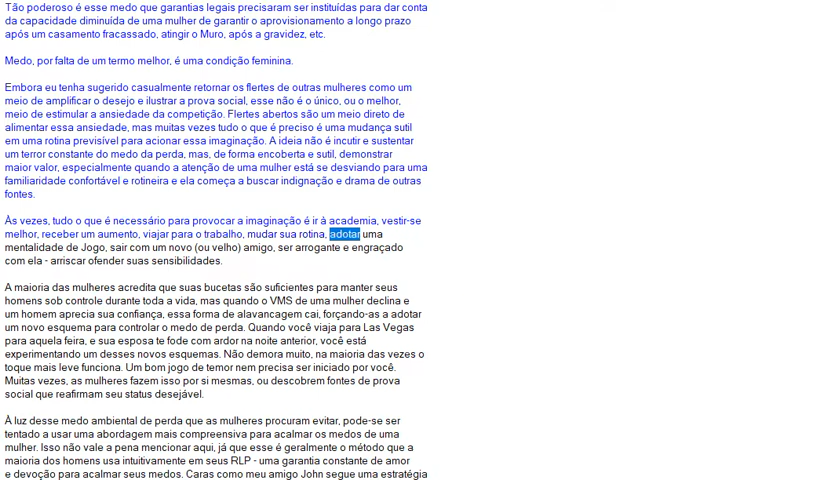 Tão poderoso é esse medo que garantias legais precisaram ser instituídas para dar conta
da capacidade diminuída de uma mulher de garantir o aprovisionamento a longo prazo
após um casamento fracassado, atingir o Muro, após a gravidez, etc.
Medo, por falta de um termo melhor, é uma condição feminina.
Embora eu tenha sugerido casualmente retornar os flertes de outras mulheres como um
meio de amplificar o desejo e ilustrar a prova social, esse não é o único, ou o melhor,
meio de estimular a ansiedade da competição. Flertes abertos são um meio direto de
alimentar essa ansiedade, mas muitas vezes tudo o que é preciso é uma mudança sutil
em uma rotina previsível para acionar essa imaginação. A ideia não é incutir e sustentar
um terror constante do medo da perda, mas, de forma encoberta e sutil, demonstrar
maior valor, especialmente quando a atenção de uma mulher está se desviando para uma
familiaridade confortável e rotineira e ela começa a buscar indignação e drama de outras
fontes.
Às vezes, tudo o que é necessário para provocar a imaginação é ir à academia, vestir-se
melhor, receber um aumento, viajar para o trabalho, mudar sua rotina, adotar uma
mentalidade de Jogo, sair com um novo (ou velho) amigo, ser arrogante e engraçado
com ela - arriscar ofender suas sensibilidades.
A maioria das mulheres acredita que suas bucetas são suficientes para manter seus
homens sob controle durante toda a vida, mas quando o VMS de uma mulher declina e
um homem aprecia sua confiança, essa forma de alavancagem cai, forçando-as a adotar
um novo esquema para controlar o medo de perda. Quando você viaja para Las Vegas
para aquela feira, e sua esposa te fode com ardor na noite anterior, você está
experimentando um desses novos esquemas. Não demora muito, na maioria das vezes o
toque mais leve funciona. Um bom jogo de temor nem precisa ser iniciado por você.
Muitas vezes, as mulheres fazem isso por si mesmas, ou descobrem fontes de prova
social que reafirmam seu status desejável.
À luz desse medo ambiental de perda que as mulheres procuram evitar, pode-se ser
tentado a usar uma abordagem mais compreensiva para acalmar os medos de uma
mulher. Isso não vale a pena mencionar aqui, já que esse é geralmente o método que a
maioria dos homens usa intuitivamente em seus RLP - uma garantia constante de amor
e devoção para acalmar seus medos. Caras como meu amigo John segue uma estratégia